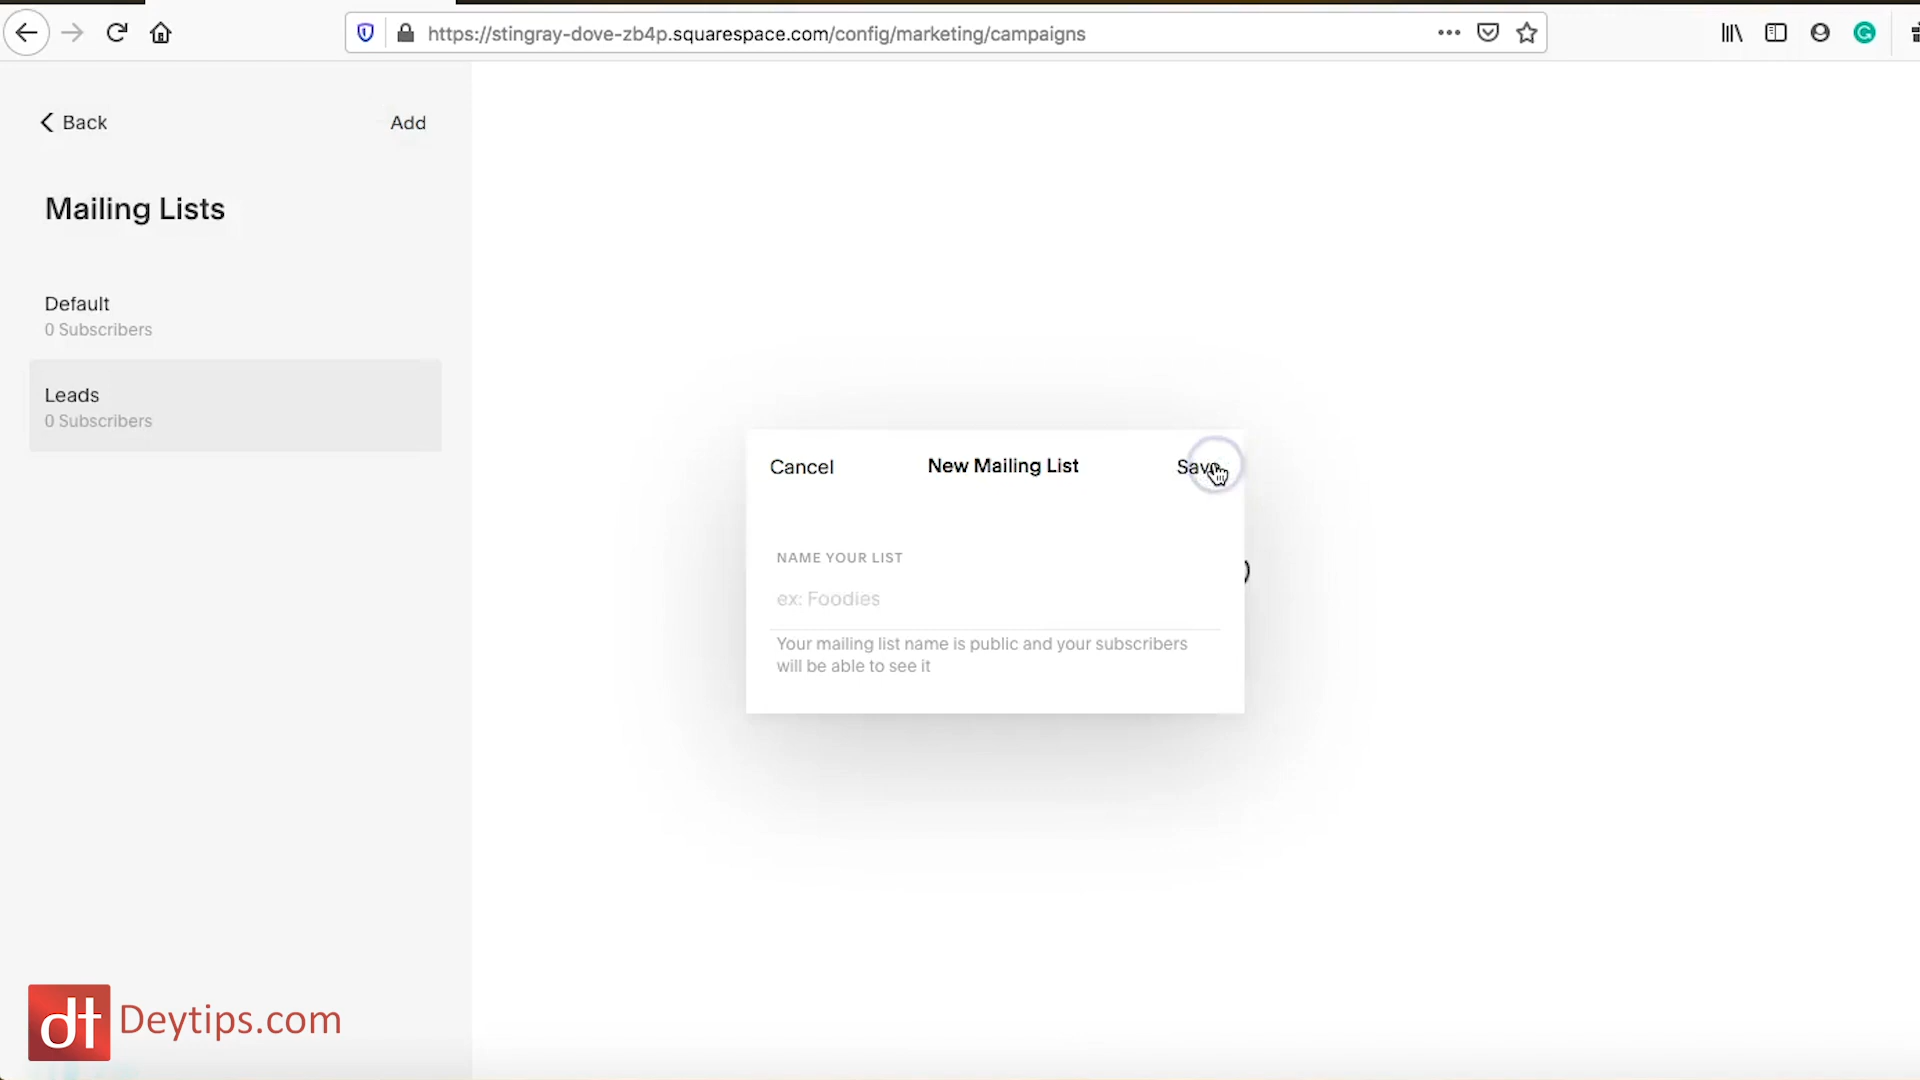 https://stingray-dove-zb4p.squarespace.com/config/marketing/campaigns
Back
Add
Mailing Lists
Default
0 Subscribers
Leads
0 Subscribers
Cancel
New Mailing List
Save
NAME YOUR LIST
ex: Foodies
Your mailing list name is public and your subscribers
will be able to see it
dt Deytips.com